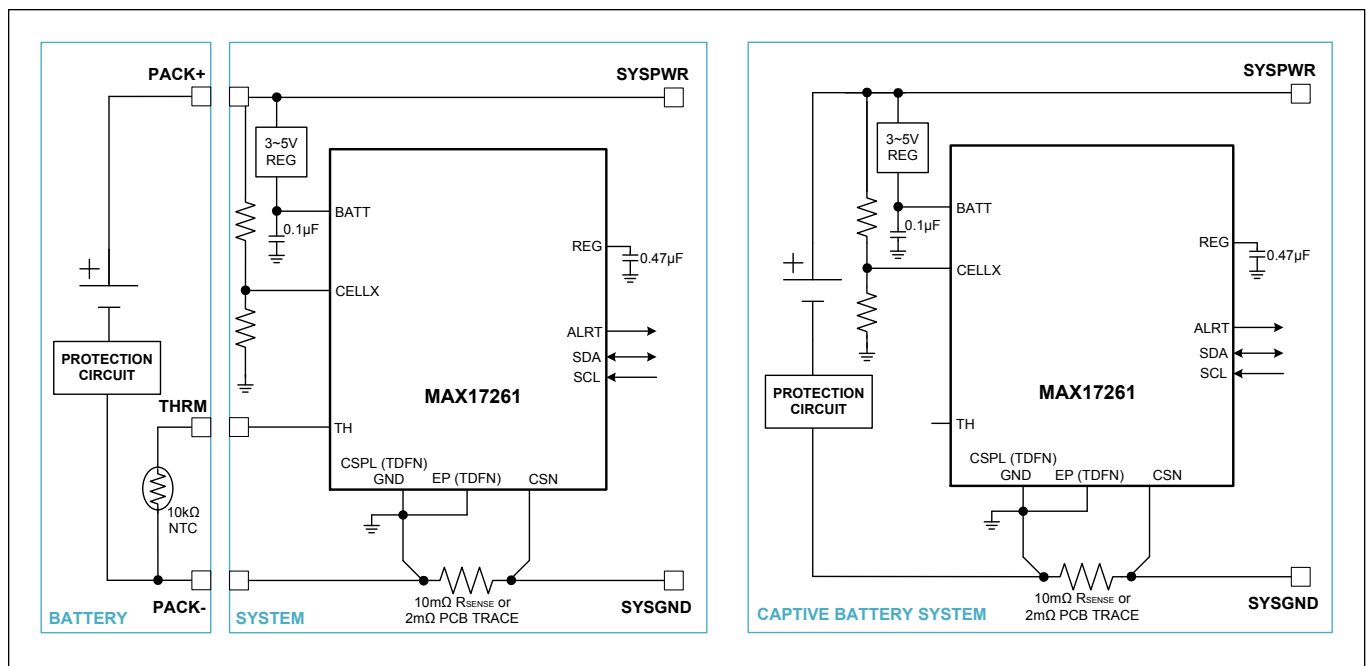 PACK+
SYSPWR
3~5V
REG
BATT
0.1µF
REG
0.47µF
+
CELLX
ALRT
PROTECTION
CIRCUIT
SDA
SCL
MAX17261
THRM
TH
CSPL (TDFN)
GND
EP (TDFN)
CSN
10kΩ
NTC
PACK-
10mΩ RSENSE or
2mΩ PCB TRACE
SYSGND
BATTERY
SYSTEM
SYSPWR
3~5V
REG
BATT
0.1µF
REG
0.47µF
+
CELLX
ALRT
SDA
SCL
PROTECTION
CIRCUIT
MAX17261
TH
CSPL (TDFN)
GND
EP (TDFN)
CSN
10mΩ RSENSE or
2mΩ PCB TRACE
SYSGND
CAPTIVE BATTERY SYSTEM